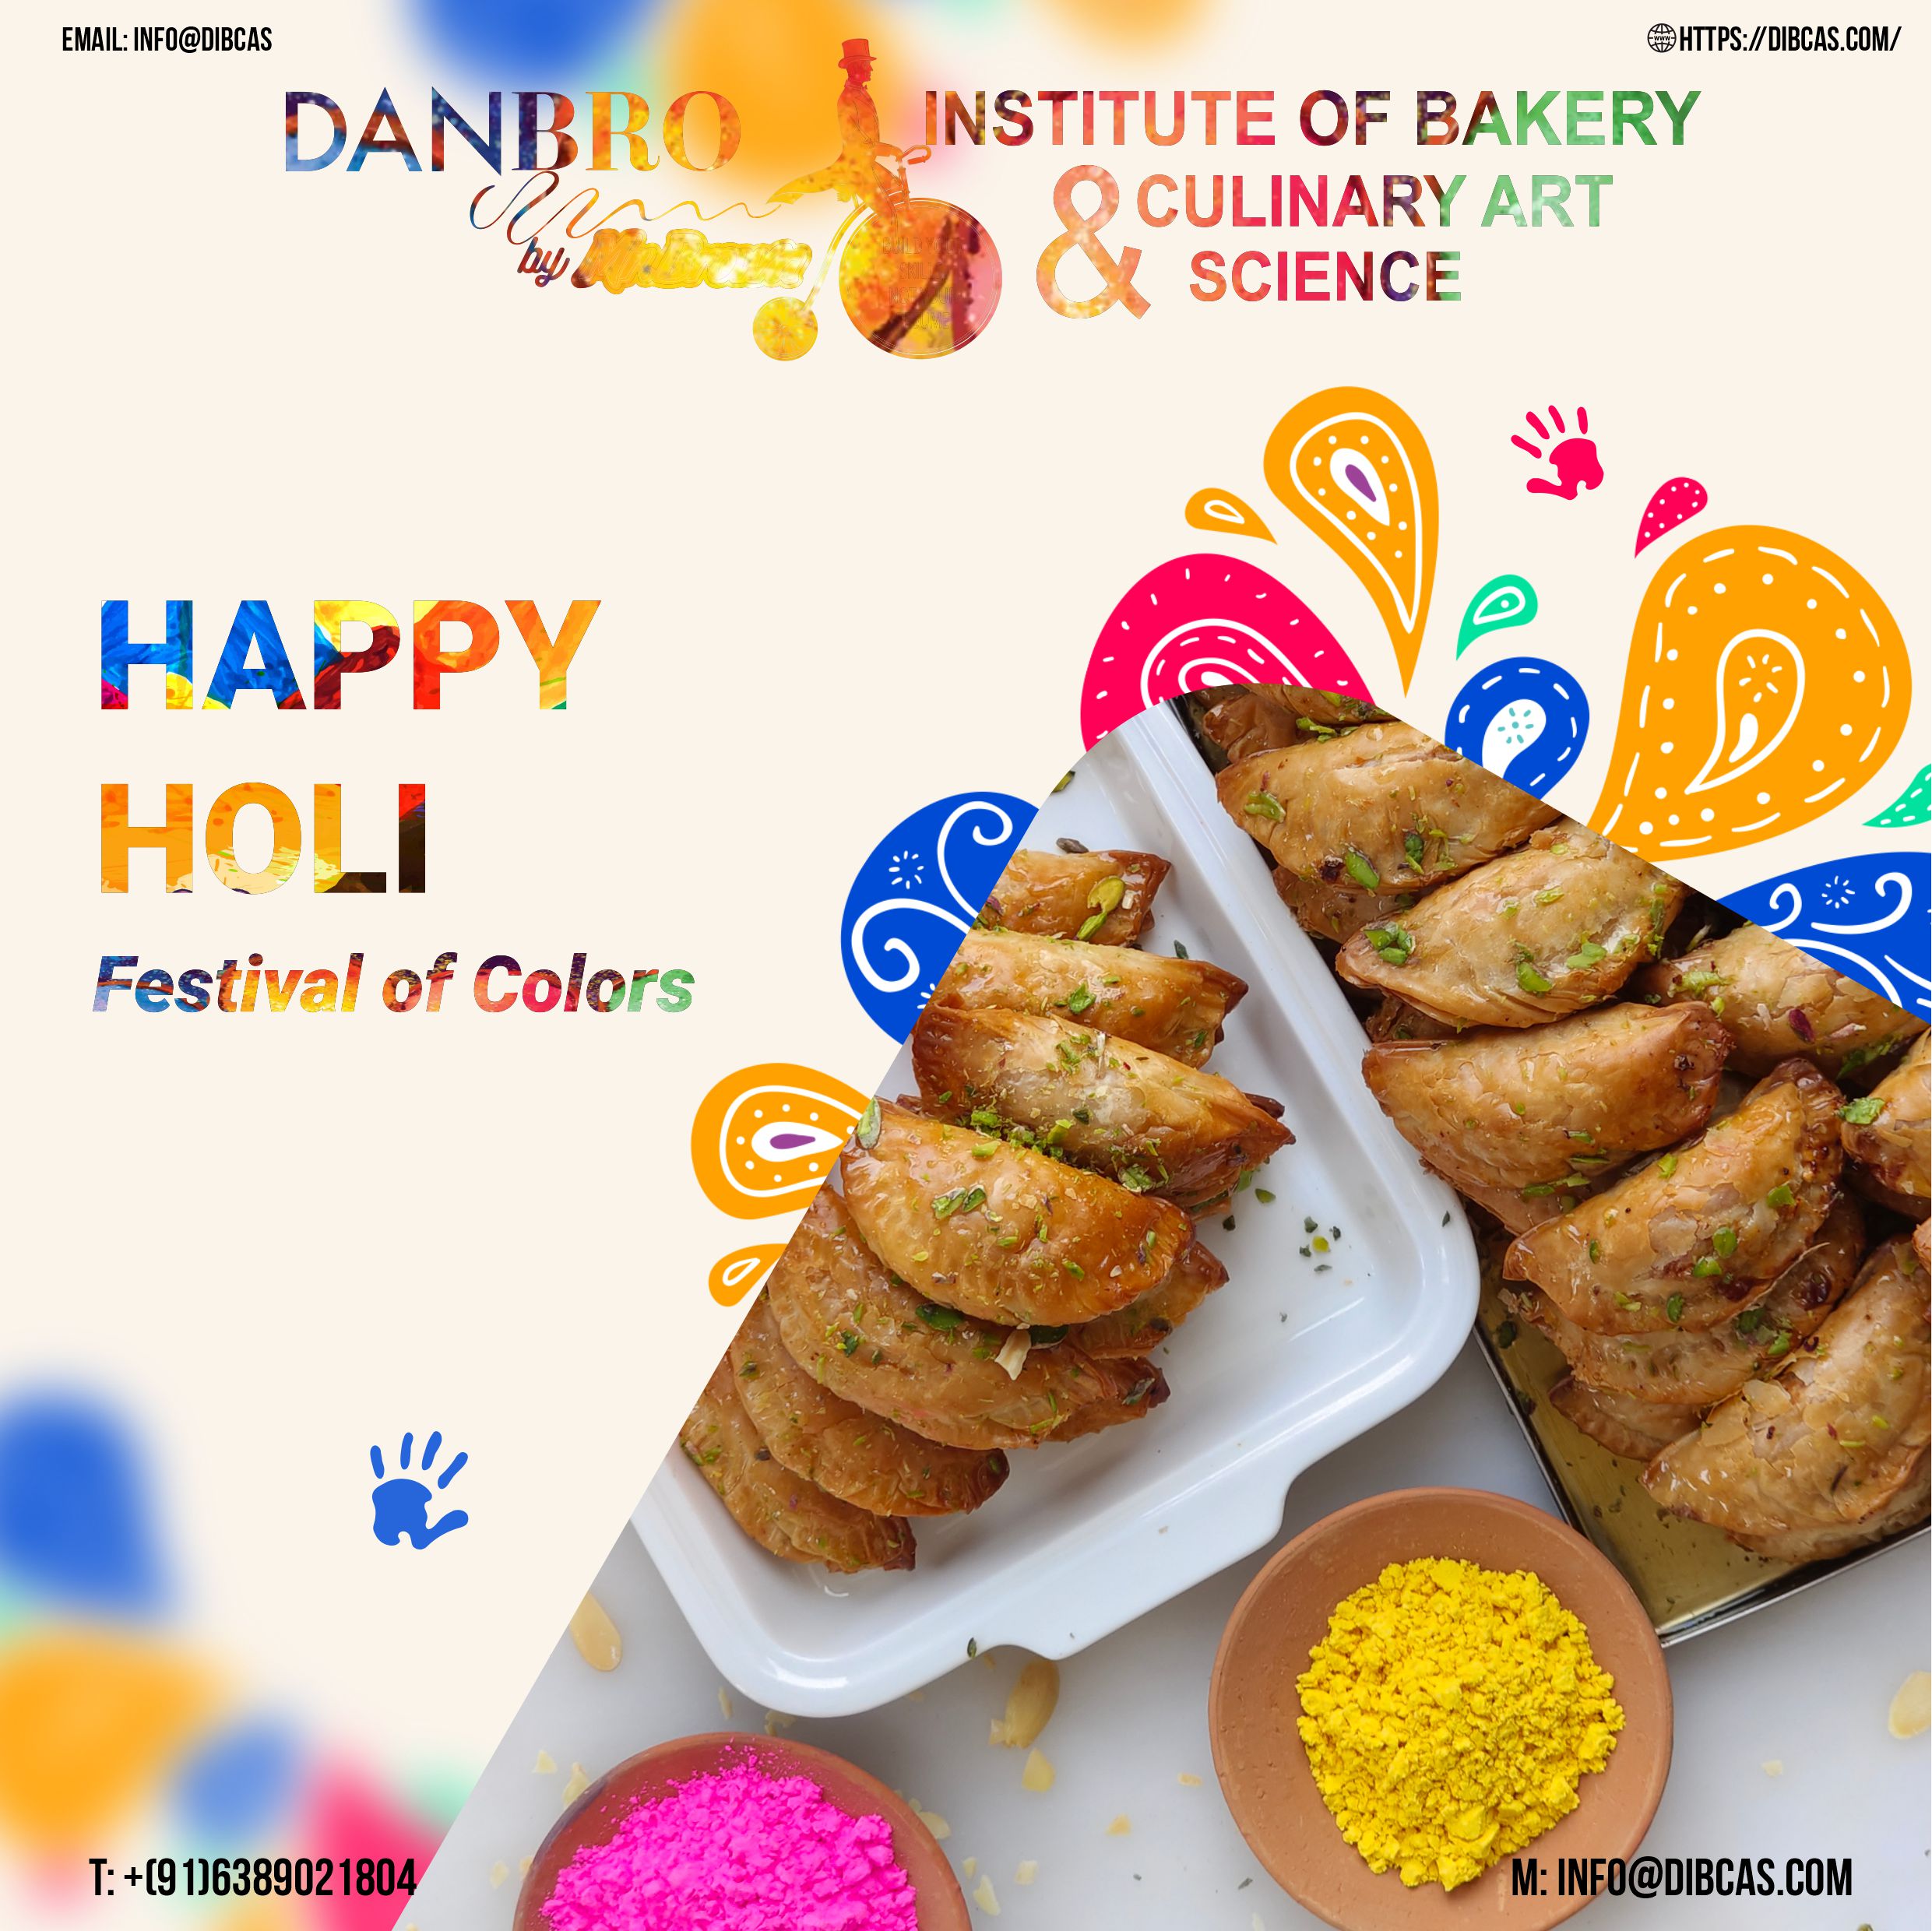 EMAIL: INFO@DIBCAS
HTTPS://DIBCAS.COM/
DANBRO
by
INSTITUTE OF BAKERY
& CULINARY ART
SCIENCE
HAPPY
HOLI
Festival of Colors
T: +(91)6389021804
M: INFO@DIBCAS.COM